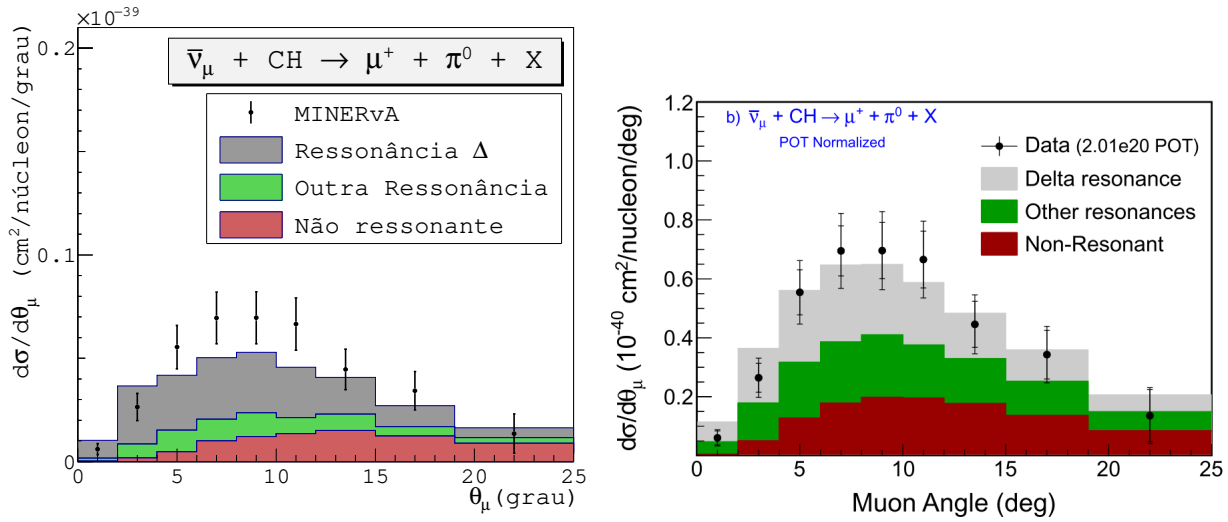 ×10⁻³⁹
ν̄μ + CH → μ⁺ + π⁰ + X
MINERvA
Ressonância Δ
Outra Ressonância
Não ressonante
dσ/dθμ (cm²/núcleon/grau)
0.2
0.1
0
0 5 10 15 20 25
θμ(grau)
b) ν̄μ + CH → μ⁺ + π⁰ + X
POT Normalized
Data (2.01e20 POT)
Delta resonance
Other resonances
Non-Resonant
dσ/dθμ (10⁻⁴⁰ cm²/nucleon/deg)
1.2
1.0
0.8
0.6
0.4
0.2
0 5 10 15 20 25
Muon Angle (deg)